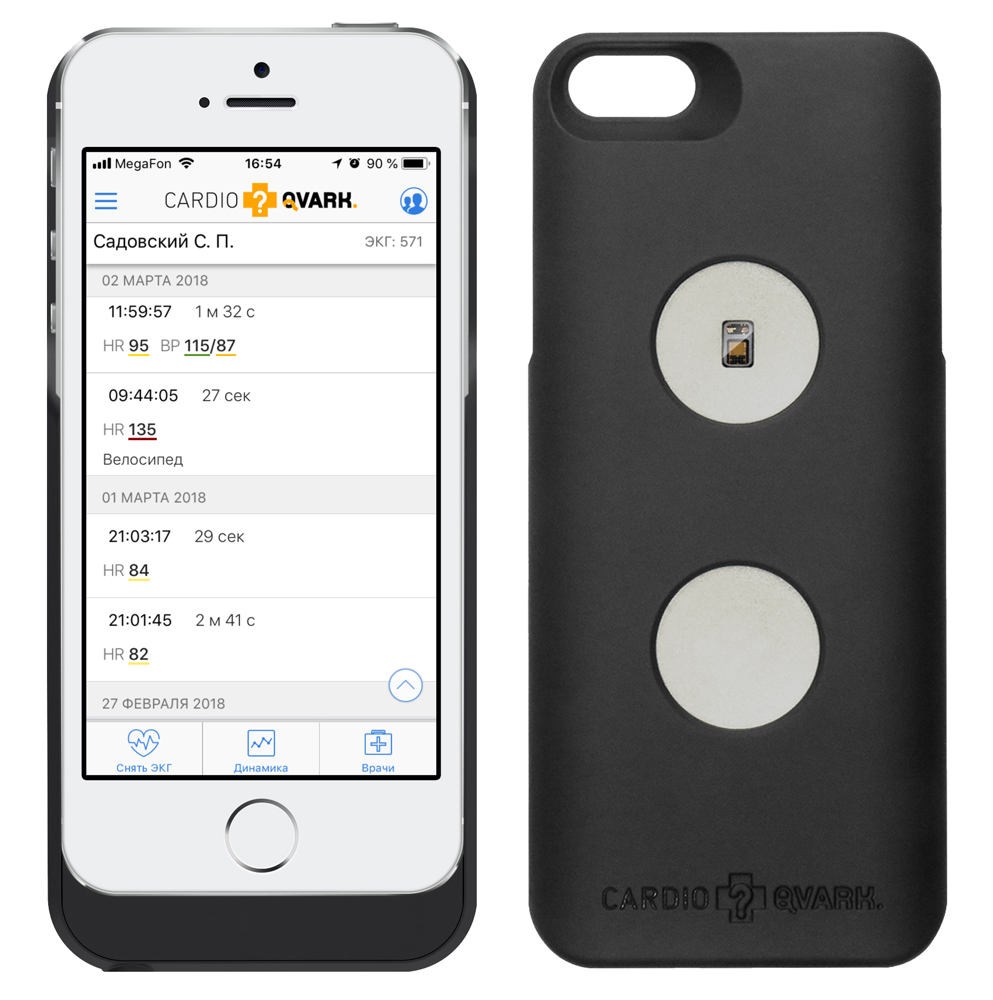 MegaFon 16:54 90 %
CARDIO ? QVARK.
Садовский С. П. ЭКГ: 571
02 МАРТА 2018
11:59:57 1 м 32 с
HR 95 BP 115/87
09:44:05 27 сек
HR 135
Велосипед
01 МАРТА 2018
21:03:17 29 сек
HR 84
21:01:45 2 м 41 с
HR 82
27 ФЕВРАЛЯ 2018
Снять ЭКГ Динамика Врачи
CARDIO ? QVARK.